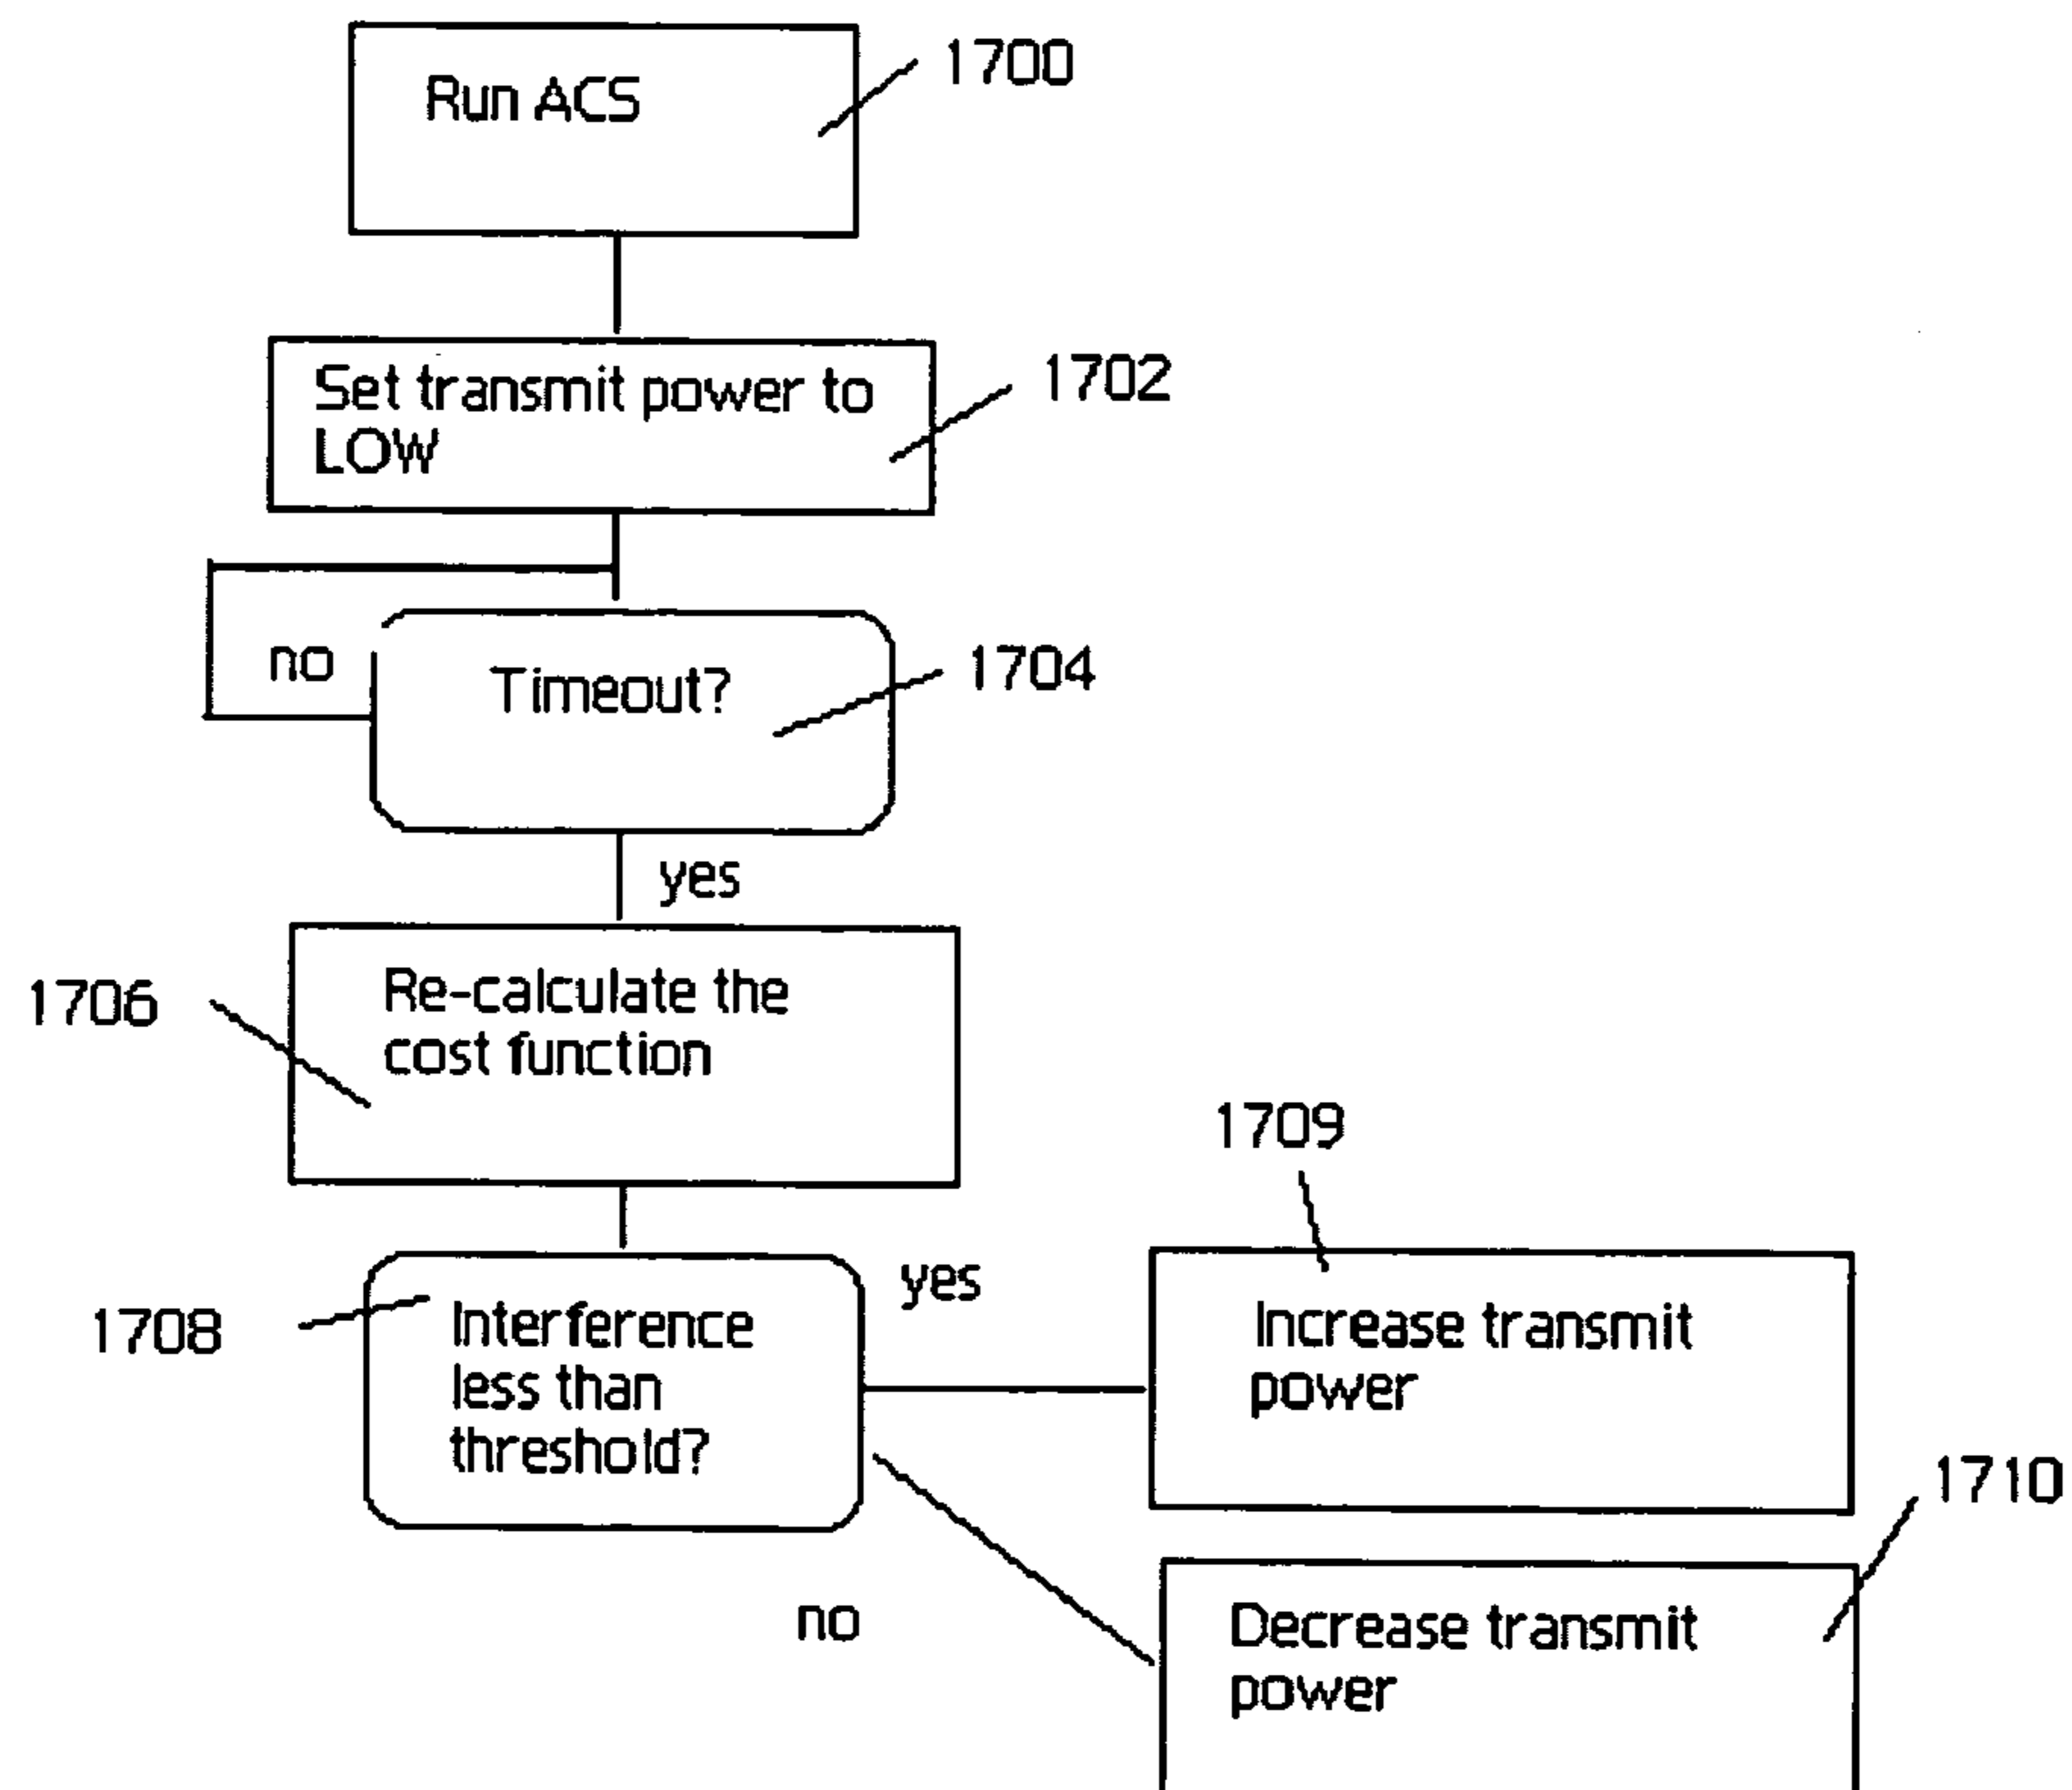 Run ACS
1700
Set transmit power to
LOW
1702
no
Timeout?
1704
yes
Re-calculate the
cost function
1706
1709
yes
1708
Interference
less than
threshold?
Increase transmit
power
1710
no
Decrease transmit
power